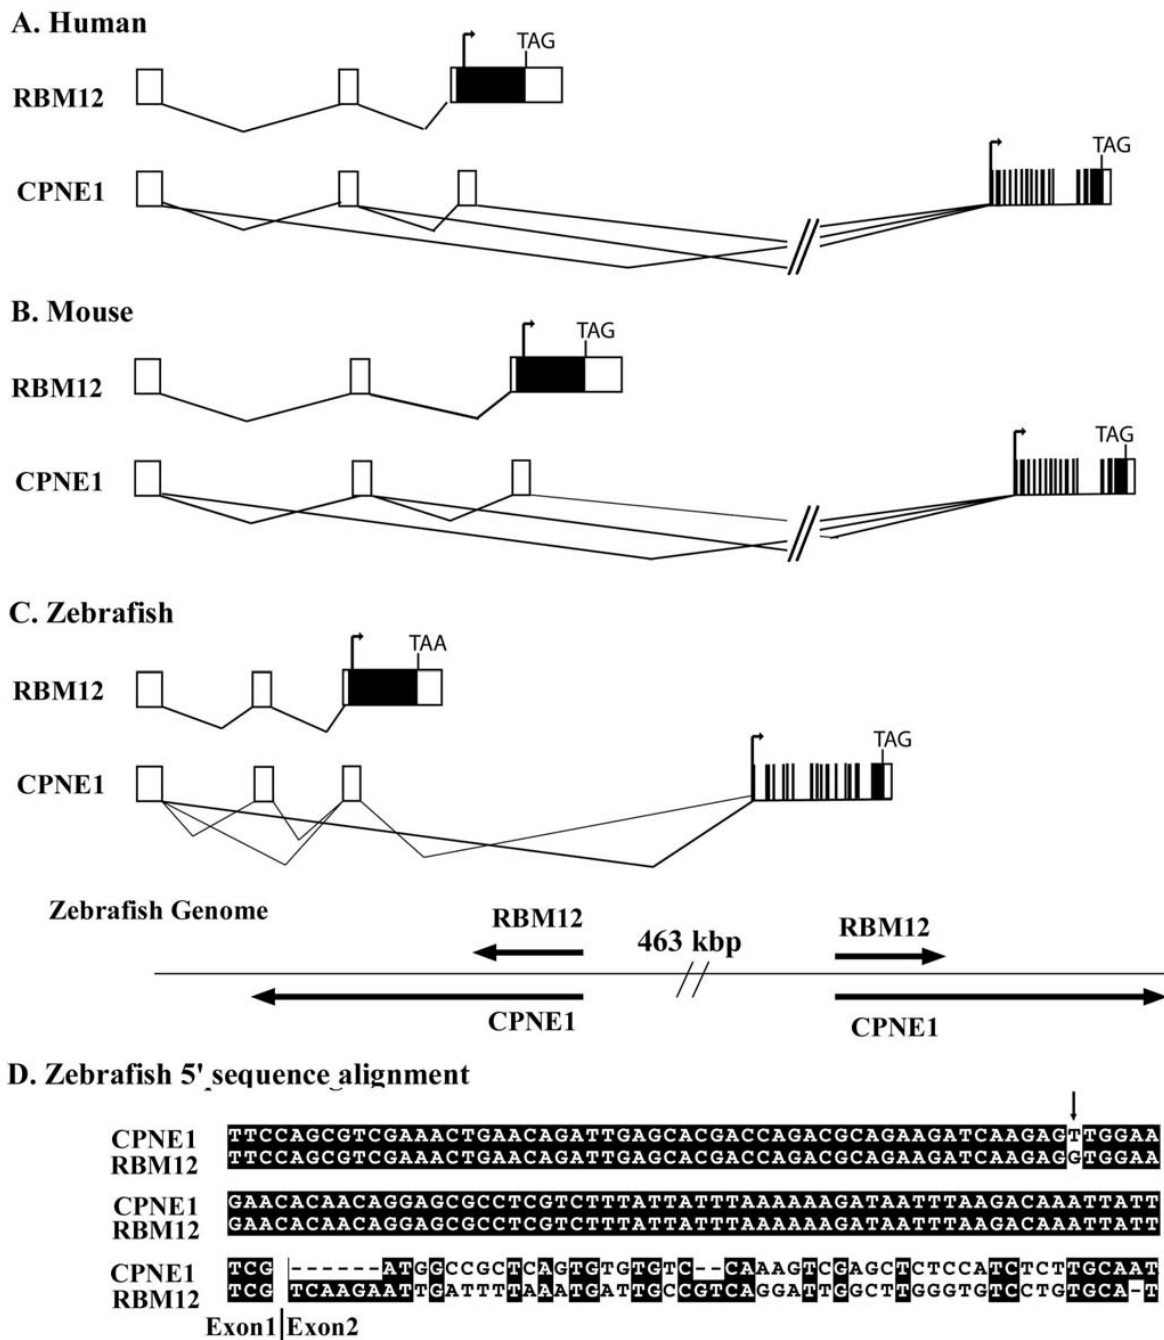 A. Human
TAG
RBM12
TAG
CPNE1
B. Mouse
TAG
RBM12
TAG
CPNE1
C. Zebrafish
TAA
RBM12
TAG
CPNE1
Zebrafish Genome
RBM12
463 kbp
RBM12
CPNE1
CPNE1
D. Zebrafish 5' sequence alignment
CPNE1 TTCCAGCGTCGAAACTGAACAGATTGAGCACGACCAGACGCAGAAGATCAAGAGTTGGAA
RBM12 TTCCAGCGTCGAAACTGAACAGATTGAGCACGACCAGACGCAGAAGATCAAGAGGTGGAA
CPNE1 GAACACAACAGGAGCGCCTCGTCTTTATTATTTAAAAAAGATAATTTAAGACAAATTATT
RBM12 GAACACAACAGGAGCGCCTCGTCTTTATTATTTAAAAAAGATAATTTAAGACAAATTATT
CPNE1 TCG ------ATGGCCGCTCAGTGTGTGTC--CAAAGTCGAGCTCTCCATCTCTTGCAAT
RBM12 TCG TCAAGAATTGATTTTAAATGATTGCCGTCAGGATTGGCTTGGGTGTCCTGTGCA-T
Exon1 Exon2